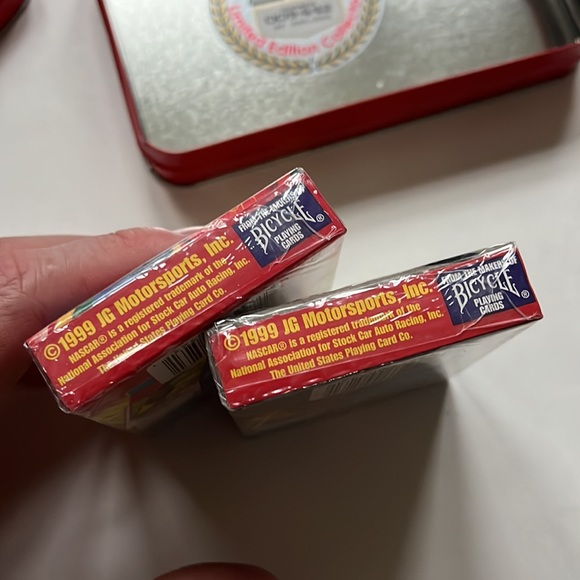 Limited Edition
©1999 JG Motorsports, Inc.
NASCAR® is a registered trademark of the
National Association for Stock Car Auto Racing, Inc.
The United States Playing Card Co.
FROM THE MAKERS OF
BICYCLE®
PLAYING
CARDS
©1999 JG Motorsports, Inc.
NASCAR® is a registered trademark of the
National Association for Stock Car Auto Racing, Inc.
The United States Playing Card Co.
FROM THE MAKERS OF
BICYCLE®
PLAYING
CARDS